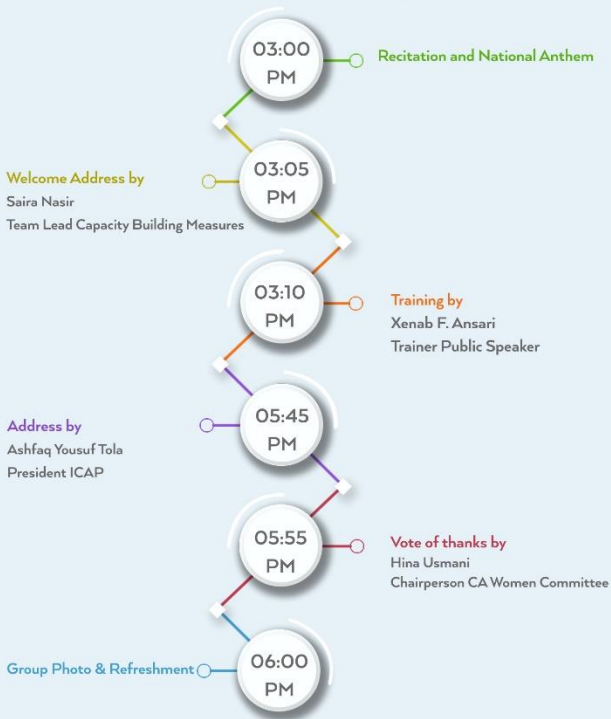 03:00
PM
Recitation and National Anthem
03:05
PM
Welcome Address by
Saira Nasir
Team Lead Capacity Building Measures
03:10
PM
Training by
Xenab F. Ansari
Trainer Public Speaker
05:45
PM
Address by
Ashfaq Yousuf Tola
President ICAP
05:55
PM
Vote of thanks by
Hina Usmani
Chairperson CA Women Committee
06:00
PM
Group Photo & Refreshment